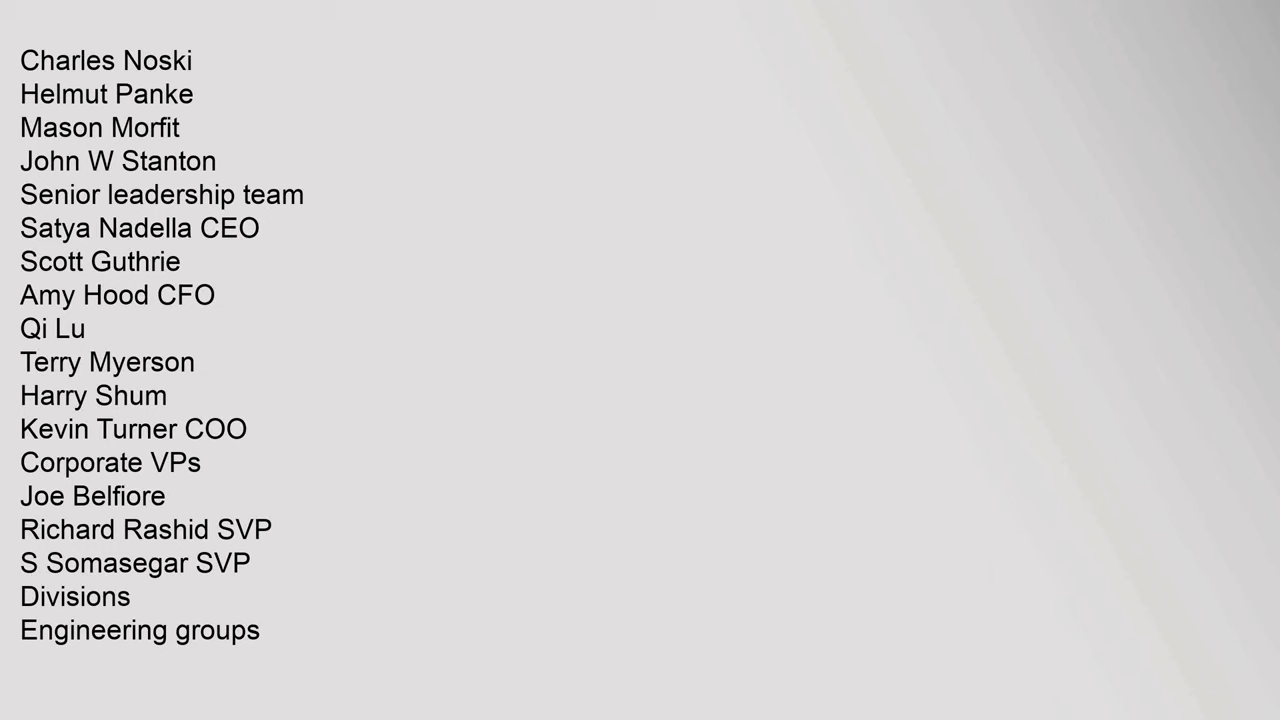 Charles Noski
Helmut Panke
Mason Morfit
John W Stanton
Senior leadership team
Satya Nadella CEO
Scott Guthrie
Amy Hood CFO
Qi Lu
Terry Myerson
Harry Shum
Kevin Turner COO
Corporate VPs
Joe Belfiore
Richard Rashid SVP
S Somasegar SVP
Divisions
Engineering groups